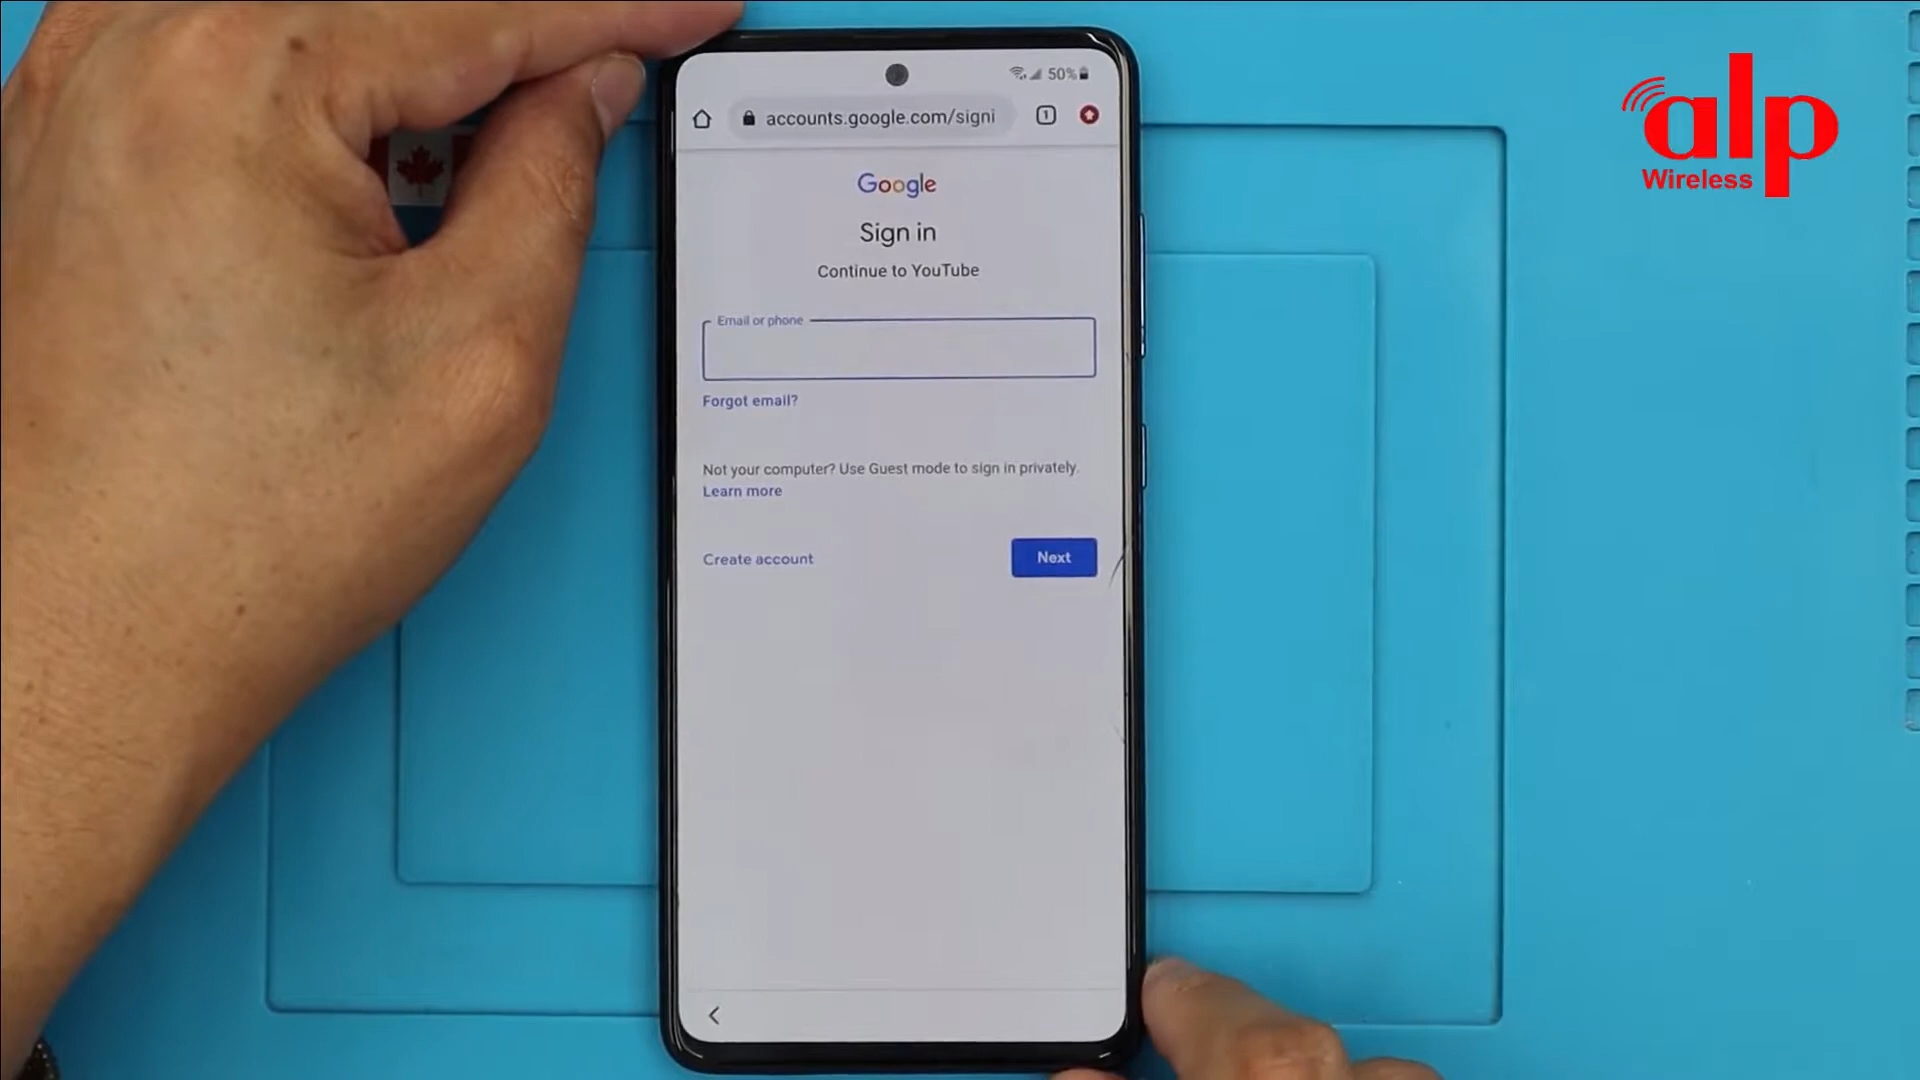 50%
accounts.google.com/signi
1
Google
Sign in
Continue to YouTube
Email or phone
Forgot email?
Not your computer? Use Guest mode to sign in privately.
Learn more
Create account
Next
alp
Wireless